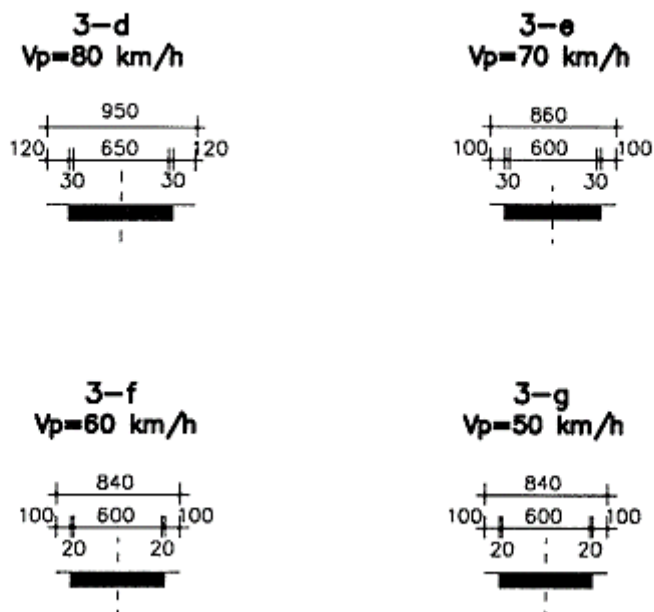 3-d
Vp=80 km/h
950
120 650 120
30 30
3-e
Vp=70 km/h
860
100 600 100
30 30
3-f
Vp=60 km/h
840
100 600 100
20 20
3-g
Vp=50 km/h
840
100 600 100
20 20